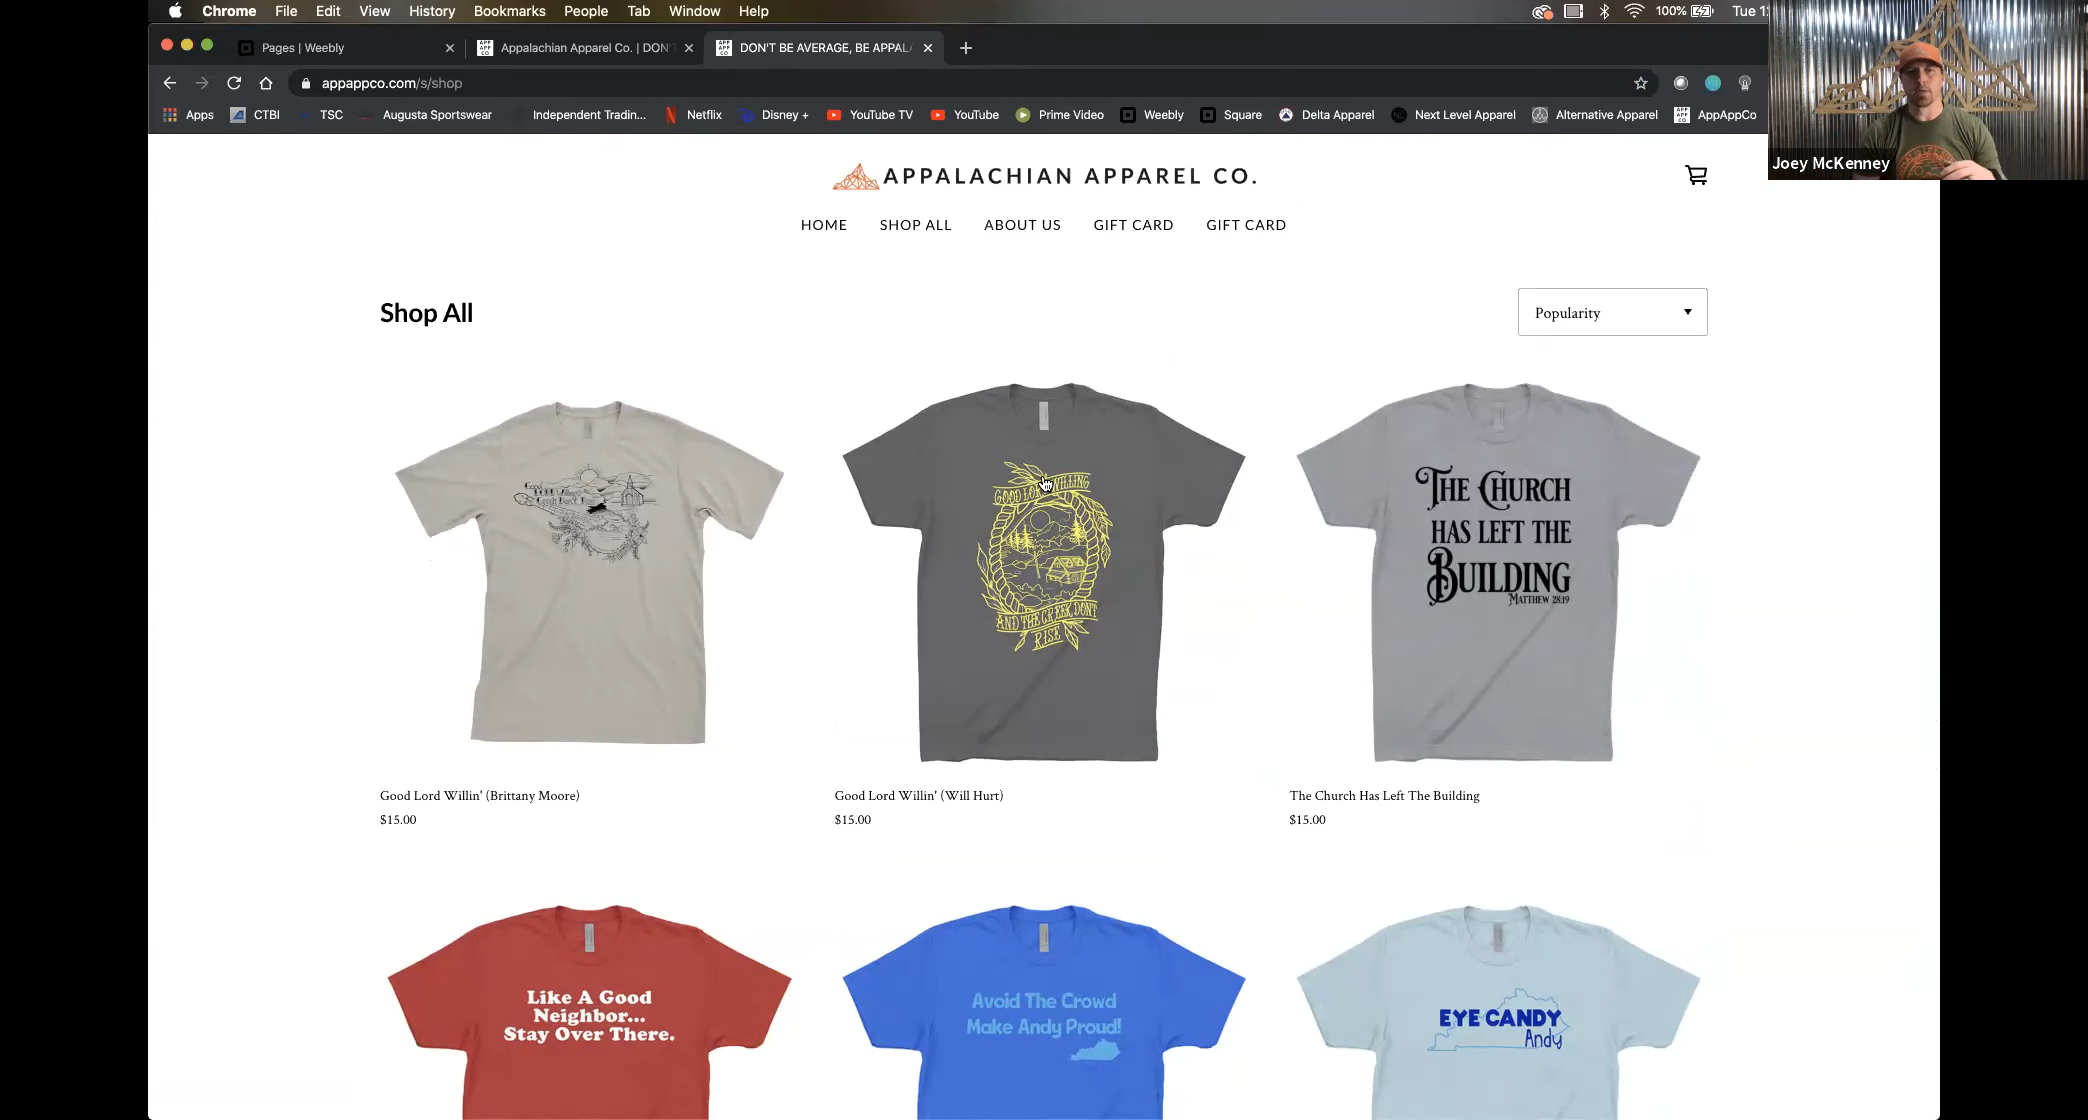 Chrome File Edit View History Bookmarks People Tab Window Help
100%
Tue 1
Pages | Weebly
Appalachian Apparel Co. | DON'
DON'T BE AVERAGE, BE APPAL
appappco.com/s/shop
Apps CTBI TSC Augusta Sportswear Independent Tradin... Netflix Disney + YouTube TV YouTube Prime Video Weebly Square Delta Apparel Next Level Apparel Alternative Apparel AppAppCo
Joey McKenney
APPALACHIAN APPAREL CO.
HOME SHOP ALL ABOUT US GIFT CARD GIFT CARD
Shop All
Popularity
GOOD LORD WILLING
AND THE CREEK DON'T
RISE
THE CHURCH
HAS LEFT THE
BUILDING
MATTHEW 28:19
Good Lord Willin' (Brittany Moore)
$15.00
Good Lord Willin' (Will Hurt)
$15.00
The Church Has Left The Building
$15.00
Like A Good
Neighbor...
Stay Over There.
Avoid The Crowd
Make Andy Proud!
EYE CANDY
Andy